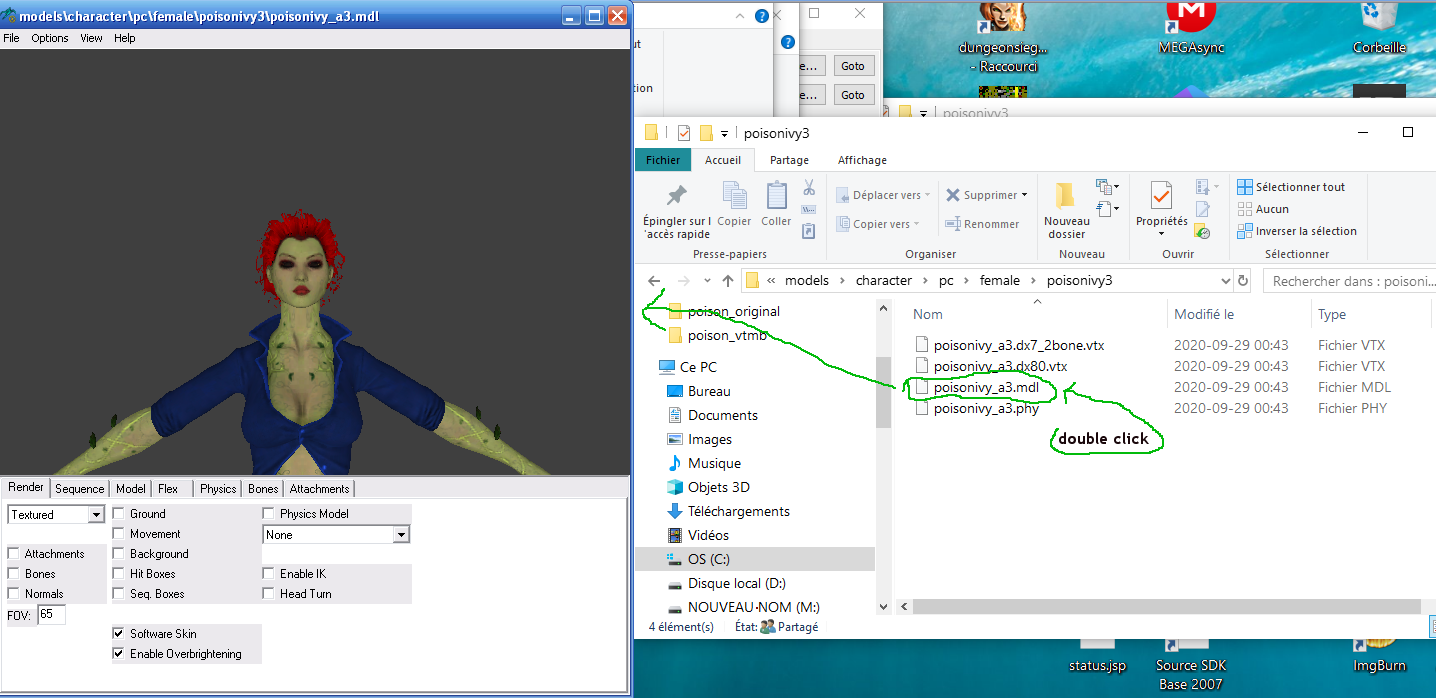 models\character\pc\female\poisonivy3\poisonivy_a3.mdl
File Options View Help
Render Sequence Model Flex Physics Bones Attachments
Textured
Ground
Movement
Background
Hit Boxes
Seq. Boxes
Physics Model
None
Enable IK
Head Turn
Attachments
Bones
Normals
FOV: 65
Software Skin
Enable Overbrightening
ut
tion
e... Goto
e... Goto
dungeonsieg...
- Raccourci
MEGAsync
Corbeille
poisonivy3
poisonivy3
Fichier Accueil Partage Affichage
Épingler sur l
'accès rapide
Copier
Coller
Presse-papiers
Déplacer vers
Copier vers
Supprimer
Renommer
Organiser
Nouveau
dossier
Nouveau
Propriétés
Ouvrir
Sélectionner tout
Aucun
Inverser la sélection
Sélectionner
« models › character › pc › female › poisonivy3
Rechercher dans : poisoni...
poison_original
poison_vtmb
Ce PC
Bureau
Documents
Images
Musique
Objets 3D
Téléchargements
Vidéos
OS (C:)
Disque local (D:)
NOUVEAU NOM (M:)
Nom Modifié le Type
poisonivy_a3.dx7_2bone.vtx 2020-09-29 00:43 Fichier VTX
poisonivy_a3.dx80.vtx 2020-09-29 00:43 Fichier VTX
poisonivy_a3.mdl 2020-09-29 00:43 Fichier MDL
poisonivy_a3.phy 2020-09-29 00:43 Fichier PHY
double click
4 élément(s) État: Partagé
status.jsp
Source SDK
Base 2007
ImgBurn